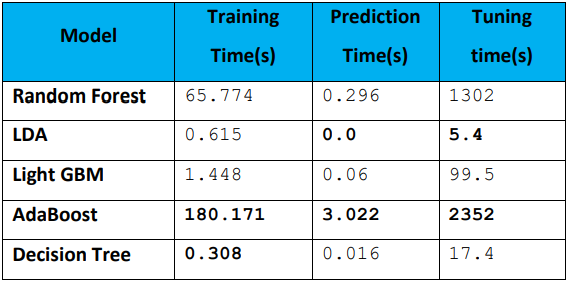 Model Training Time(s) Prediction Time(s) Tuning time(s)
Random Forest 65.774 0.296 1302
LDA 0.615 0.0 5.4
Light GBM 1.448 0.06 99.5
AdaBoost 180.171 3.022 2352
Decision Tree 0.308 0.016 17.4